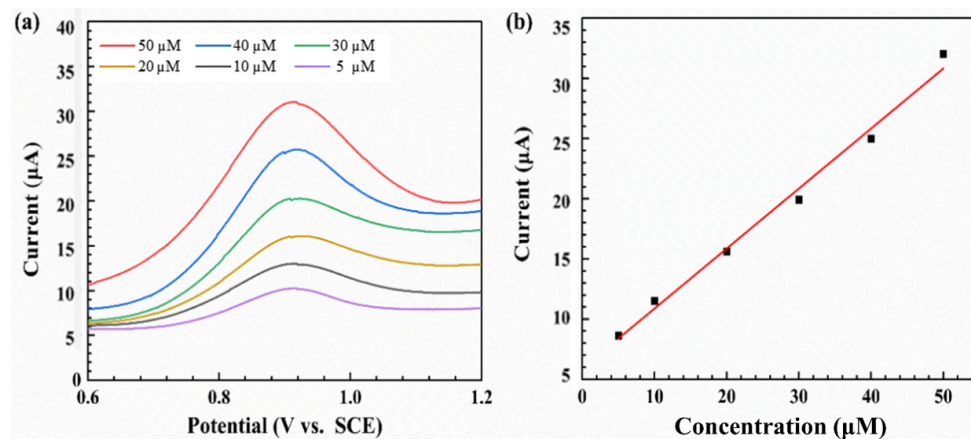 (a)
40
35
30
25
20
15
10
5
0
50 µM 40 µM 30 µM
20 µM 10 µM 5 µM
0.6 0.8 1.0 1.2
Current (µA)
Potential (V vs. SCE)
(b)
35
30
25
20
15
10
5
0 10 20 30 40 50
Current (µA)
Concentration (µM)